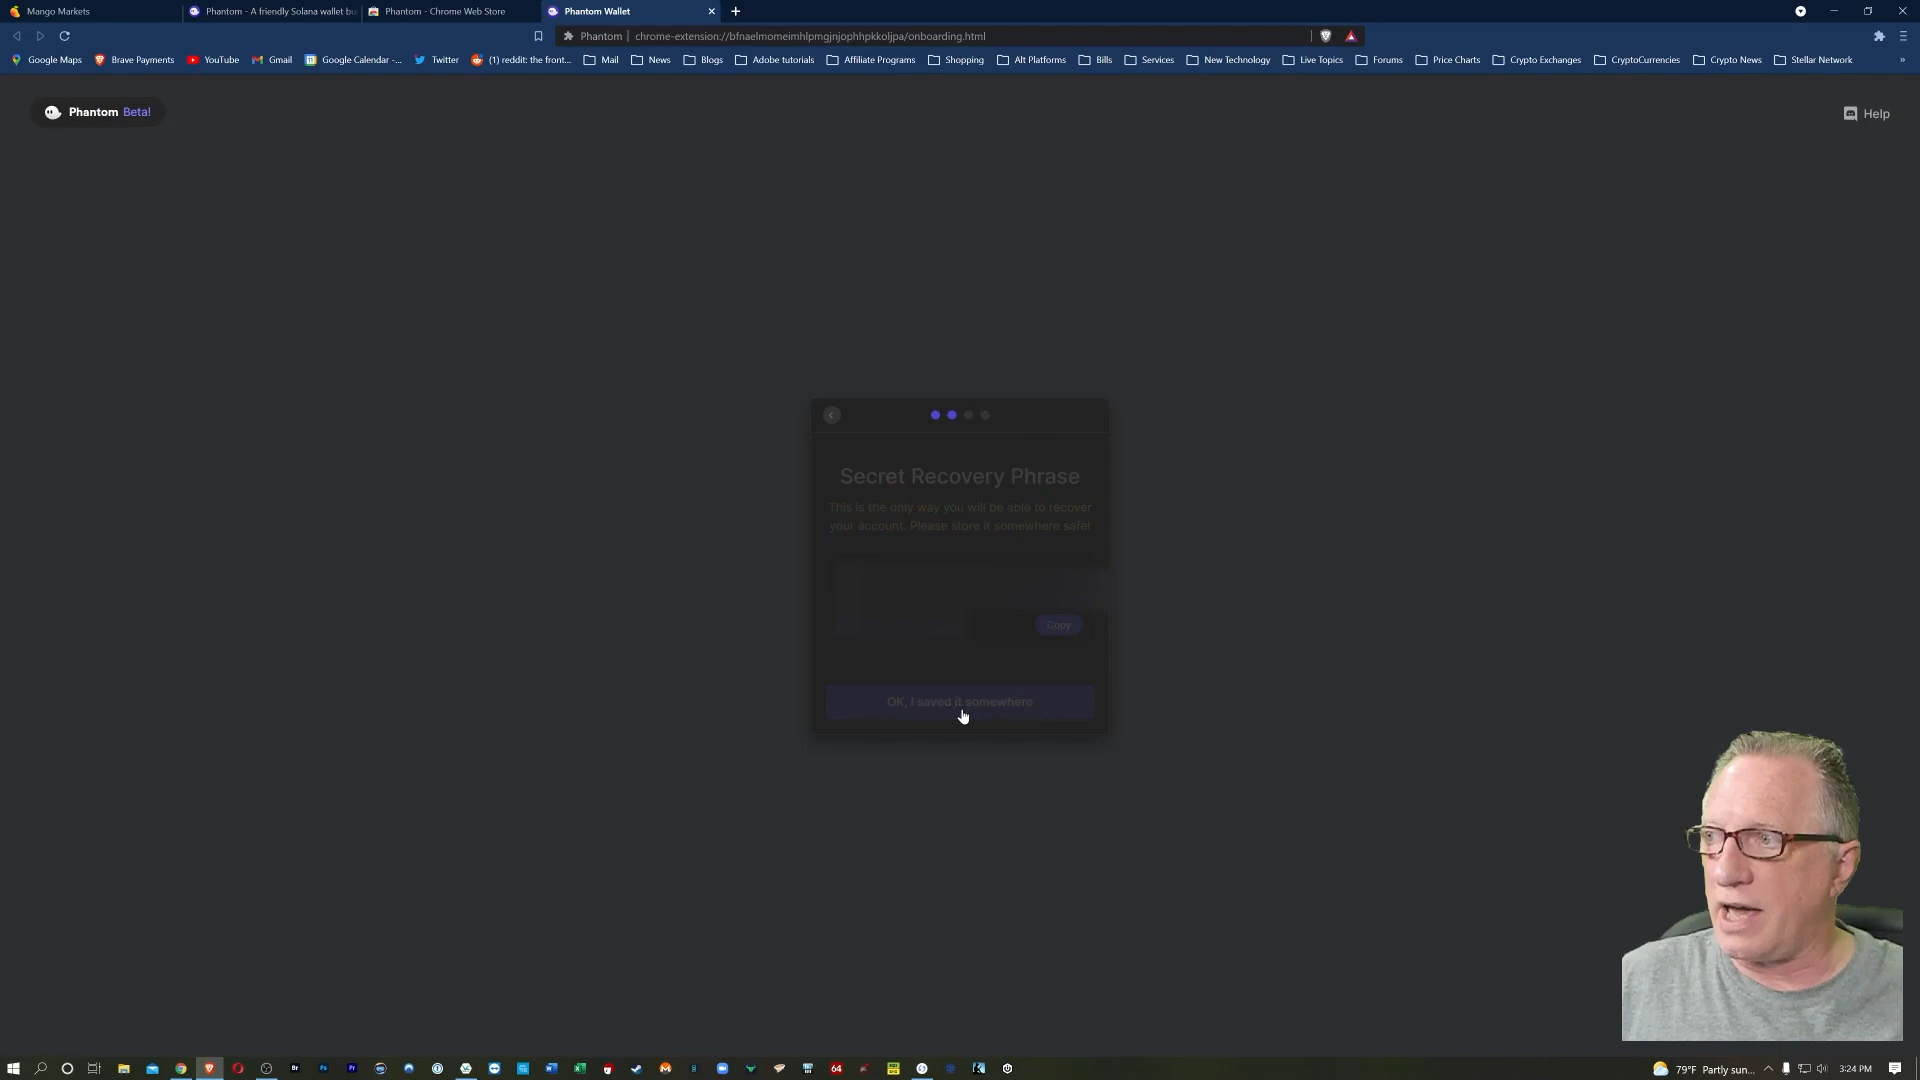 Mango Markets
Phantom - A friendly Solana wallet bu
Phantom - Chrome Web Store
Phantom Wallet
Phantom | chrome-extension://bfnaelmomeimhlpmgjnjophhpkkoljpa/onboarding.html
Google Maps
Brave Payments
YouTube
Gmail
Google Calendar -...
Twitter
(1) reddit: the front...
Mail
News
Blogs
Adobe tutorials
Affiliate Programs
Shopping
Alt Platforms
Bills
Services
New Technology
Live Topics
Forums
Price Charts
Crypto Exchanges
CryptoCurrencies
Crypto News
Stellar Network
»
Phantom Beta!
Help
Secret Recovery Phrase
This is the only way you will be able to recover
your account. Please store it somewhere safe!
Copy
OK, I saved it somewhere
Br
Ps
Pr
64
79°F Partly sun...
3:24 PM